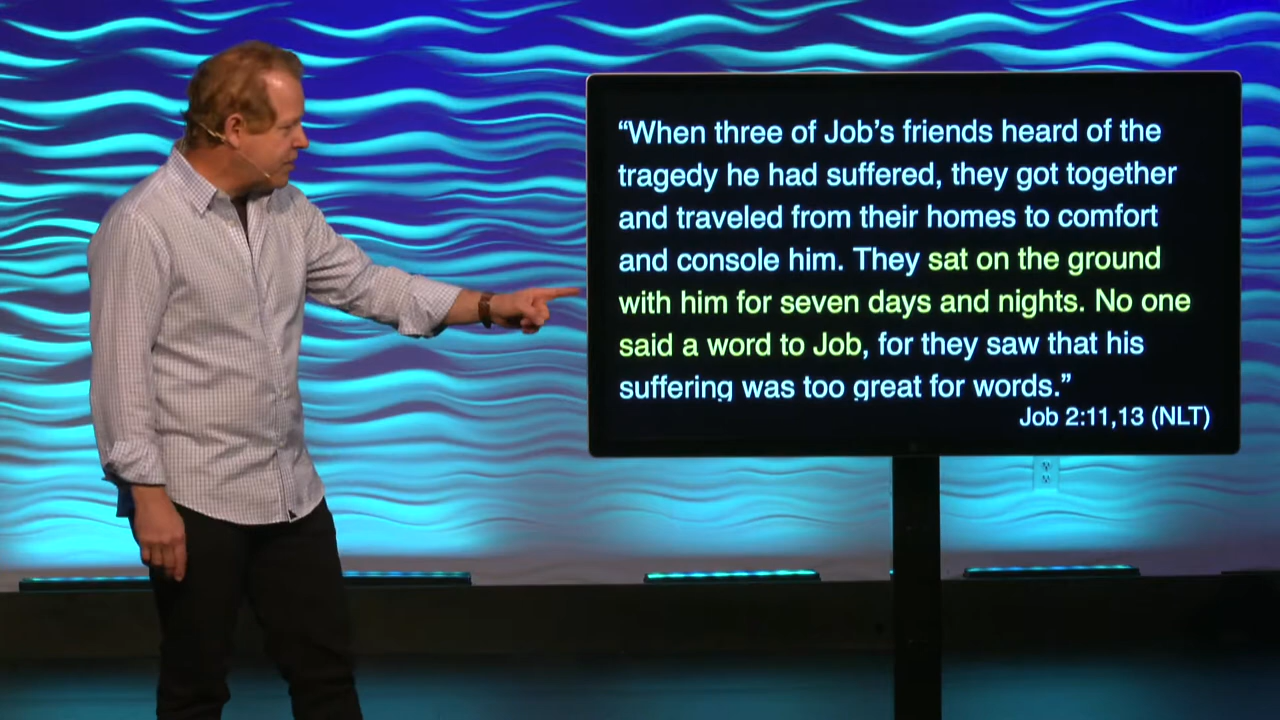 “When three of Job’s friends heard of the
tragedy he had suffered, they got together
and traveled from their homes to comfort
and console him. They sat on the ground
with him for seven days and nights. No one
said a word to Job, for they saw that his
suffering was too great for words.”
Job 2:11,13 (NLT)